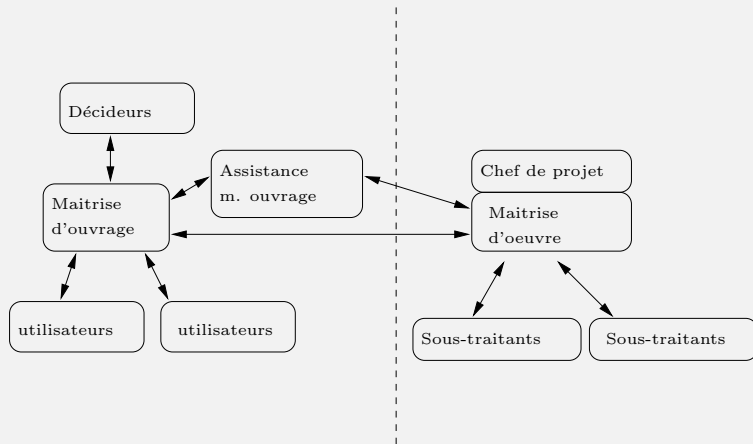 Décideurs
Assistance
m. ouvrage
Chef de projet
Maitrise
d'ouvrage
Maitrise
d'oeuvre
utilisateurs
utilisateurs
Sous-traitants
Sous-traitants